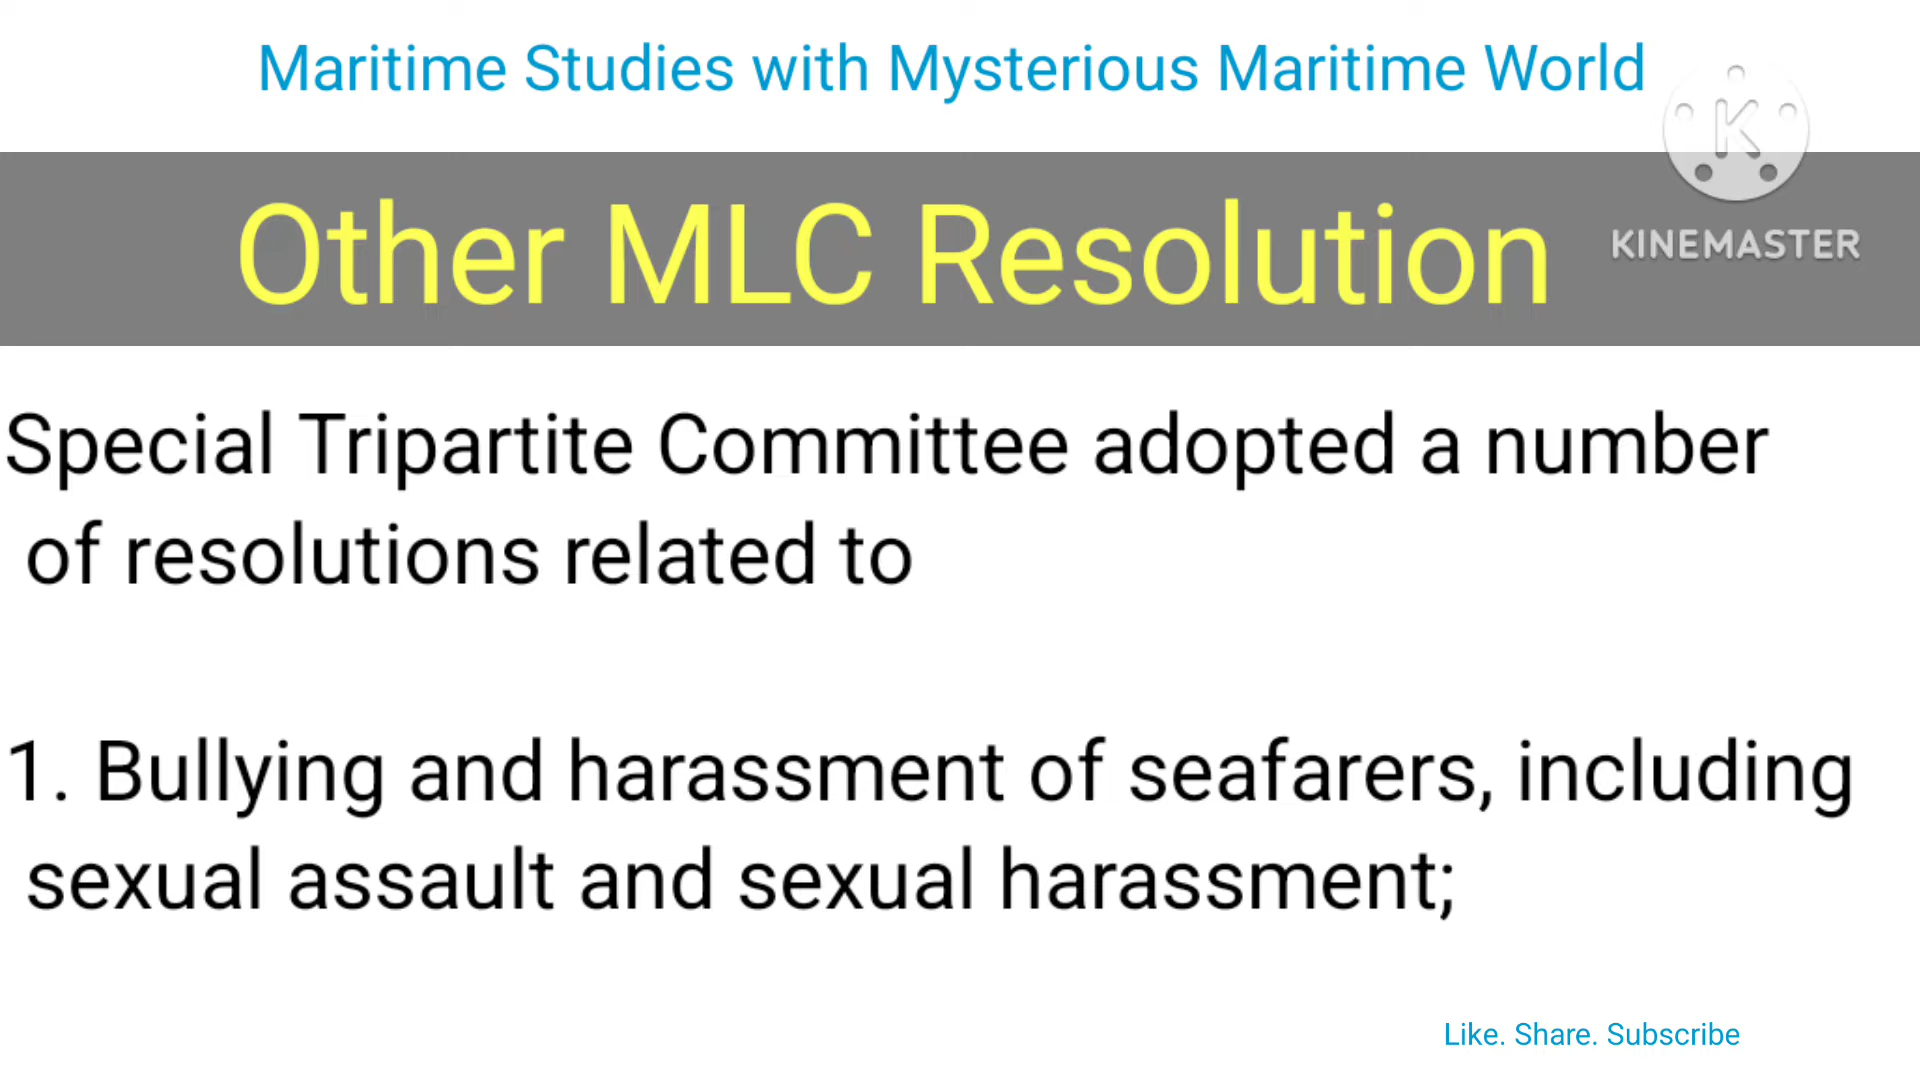 Maritime Studies with Mysterious Maritime World
K
KINEMASTER
Other MLC Resolution
Special Tripartite Committee adopted a number
of resolutions related to
1. Bullying and harassment of seafarers, including
sexual assault and sexual harassment;
Like. Share. Subscribe